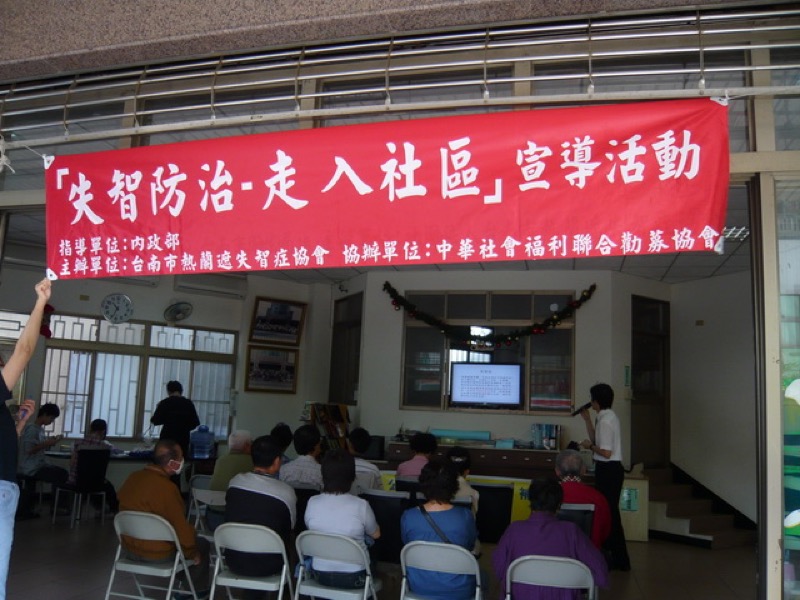 「失智防治-走入社區」宣導活動
指導單位:內政部
主辦單位:台南市熱蘭遮失智症協會 協辦單位:中華社會福利聯合勸募協會